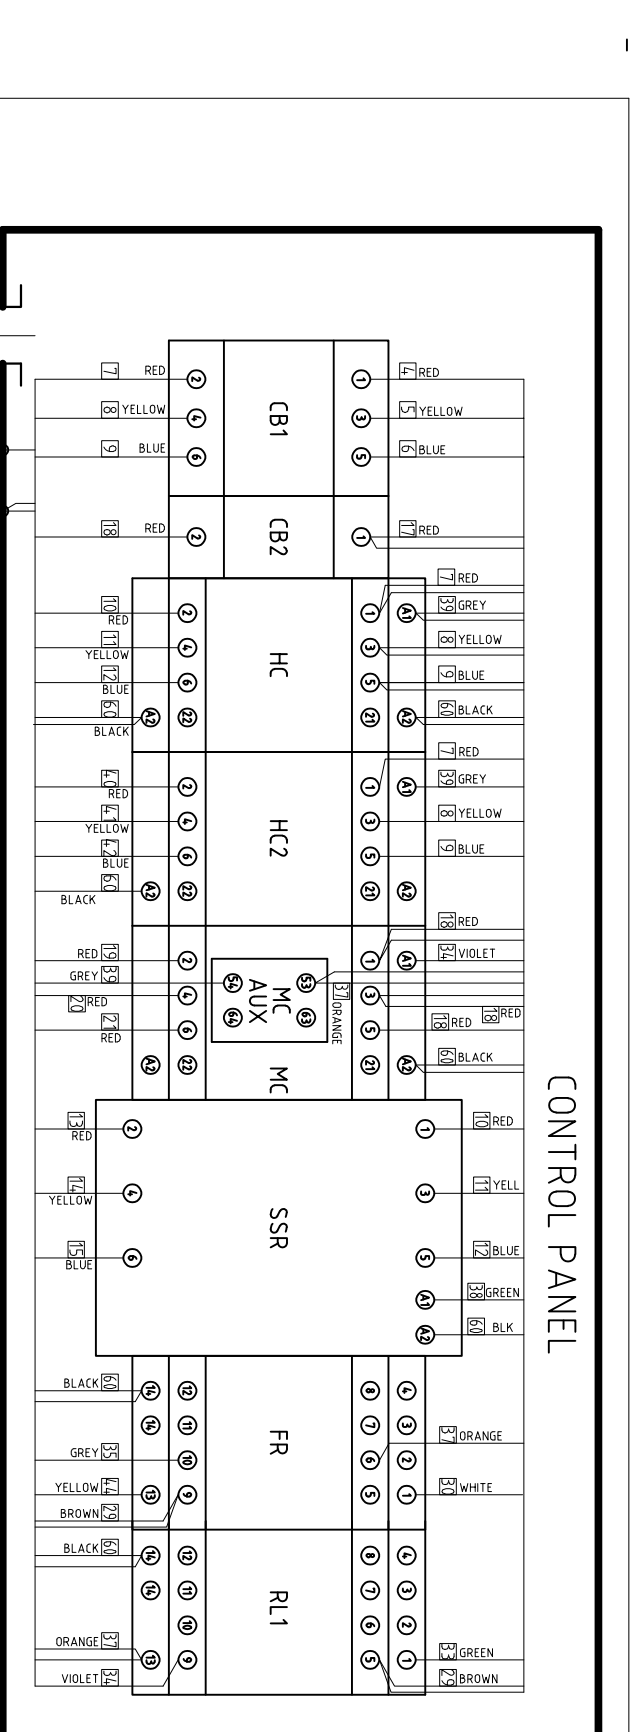 CONTROL PANEL
7 RED 2 CB1 1 4 RED
8 YELLOW 4 3 5 YELLOW
9 BLUE 6 5 6 BLUE
18 RED 2 CB2 1 17 RED
7 RED
10 RED 2 HC 1 A1 39 GREY
11 YELLOW 4 3 8 YELLOW
12 BLUE 6 5 9 BLUE
60 BLACK A2 22 21 A2 60 BLACK
7 RED
40 RED 2 HC2 1 A1 39 GREY
41 YELLOW 4 3 8 YELLOW
42 BLUE 6 5 9 BLUE
60 BLACK A2 22 21 A2
18 RED
RED 19 2 1 A1 34 VIOLET
GREY 39 54 MC AUX 53
20 RED 4 37 ORANGE 3 18 RED
21 RED 6 64 63 5 18 RED
A2 22 MC 21 A2 60 BLACK
13 RED 2 SSR 1 10 RED
14 YELLOW 4 3 11 YELL
15 BLUE 6 5 12 BLUE
A1 38 GREEN
A2 60 BLK
BLACK 60 14 12 FR 8 4
14 11 7 3
GREY 35 10 6 2 37 ORANGE
YELLOW 44 13 9 5 1 30 WHITE
BROWN 29
BLACK 60 14 12 RL1 8 4
14 11 7 3
10 6 2
ORANGE 37 13 9 5 1 33 GREEN
VIOLET 34 29 BROWN